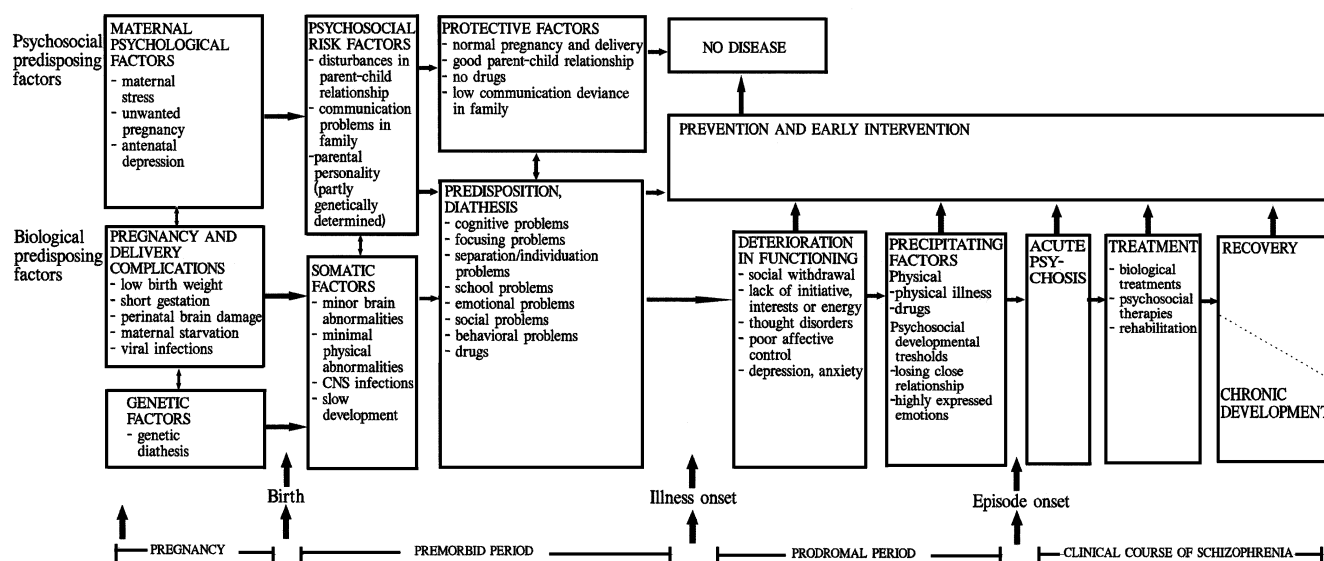 Psychosocial
predisposing
factors
MATERNAL
PSYCHOLOGICAL
FACTORS
- maternal
stress
- unwanted
pregnancy
- antenatal
depression
PSYCHOSOCIAL
RISK FACTORS
- disturbances in
parent-child
relationship
- communication
problems in
family
-parental
personality
(partly
genetically
determined)
PROTECTIVE FACTORS
- normal pregnancy and delivery
- good parent-child relationship
- no drugs
- low communication deviance
in family
NO DISEASE
PREVENTION AND EARLY INTERVENTION
Biological
predisposing
factors
PREGNANCY AND
DELIVERY
COMPLICATIONS
- low birth weight
- short gestation
- perinatal brain damage
- maternal starvation
- viral infections
GENETIC
FACTORS
- genetic
diathesis
SOMATIC
FACTORS
- minor brain
abnormalities
- minimal
physical
abnormalities
- CNS infections
- slow
development
PREDISPOSITION,
DIATHESIS
- cognitive problems
- focusing problems
- separation/individuation
problems
- school problems
- emotional problems
- social problems
- behavioral problems
- drugs
DETERIORATION
IN FUNCTIONING
- social withdrawal
- lack of initiative,
interests or energy
- thought disorders
- poor affective
control
- depression, anxiety
PRECIPITATING
FACTORS
Physical
- physical illness
- drugs
Psychosocial
developmental
tresholds
-losing close
relationship
-highly expressed
emotions
ACUTE
PSY-
CHOSIS
TREATMENT
- biological
treatments
- psychosocial
therapies
- rehabilitation
RECOVERY
CHRONIC
DEVELOPMENT
Birth
Illness onset
Episode onset
PREGNANCY
PREMORBID PERIOD
PRODROMAL PERIOD
CLINICAL COURSE OF SCHIZOPHRENIA